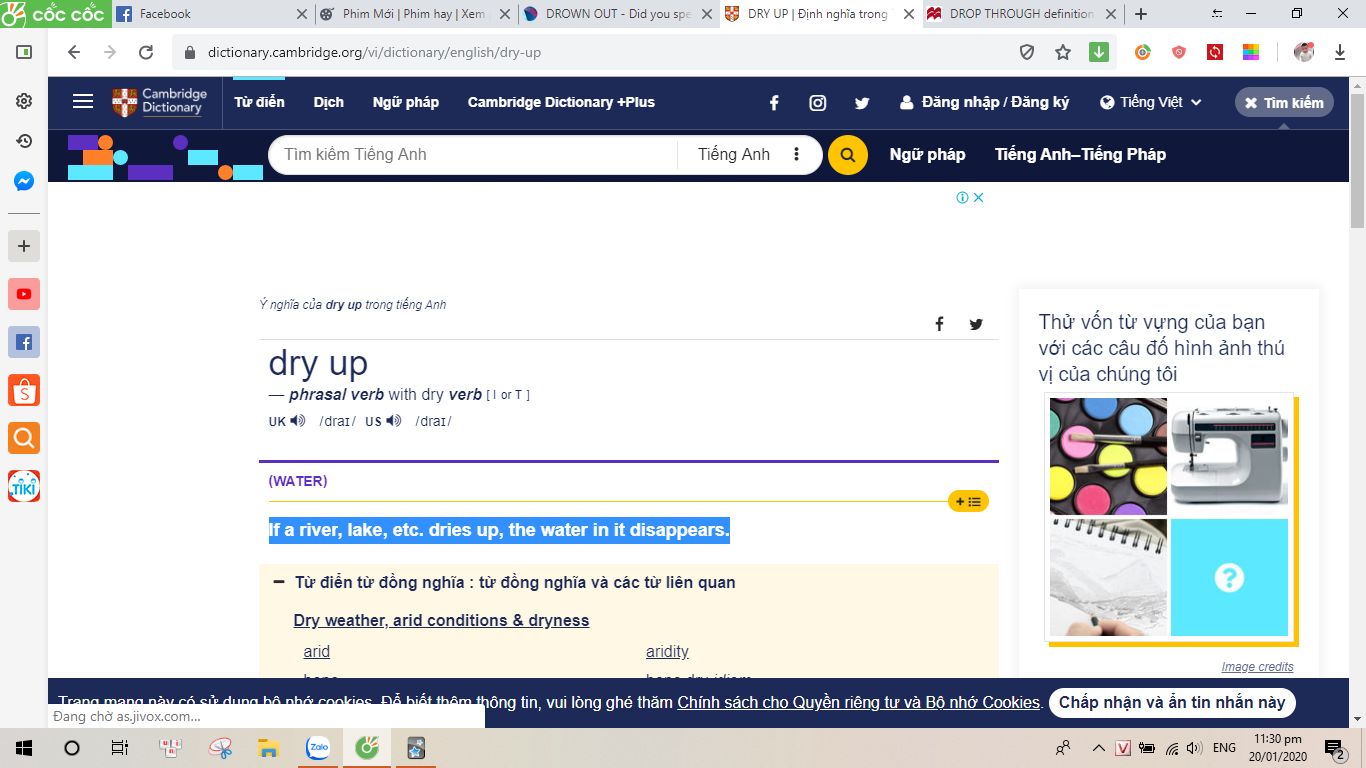 cốc cốc
Facebook
Phim Mới | Phim hay | Xem
DROWN OUT - Did you spe
DRY UP | Định nghĩa trong
DROP THROUGH definition
dictionary.cambridge.org/vi/dictionary/english/dry-up
Cambridge
Dictionary
Từ điển Dịch Ngữ pháp Cambridge Dictionary +Plus
Đăng nhập / Đăng ký
Tiếng Việt
Tìm kiếm
Tìm kiếm Tiếng Anh
Tiếng Anh
Ngữ pháp Tiếng Anh–Tiếng Pháp
Ý nghĩa của dry up trong tiếng Anh
dry up
— phrasal verb with dry verb [ I or T ]
UK /draɪ/ US /draɪ/
(WATER)
If a river, lake, etc. dries up, the water in it disappears.
– Từ điển từ đồng nghĩa : từ đồng nghĩa và các từ liên quan
Dry weather, arid conditions & dryness
arid
aridity
Thử vốn từ vựng của bạn
với các câu đố hình ảnh thú
vị của chúng tôi
?
Image credits
Trang mạng này có sử dụng bộ nhớ cookies. Để biết thêm thông tin, vui lòng ghé thăm Chính sách cho Quyền riêng tư và Bộ nhớ Cookies.
Chấp nhận và ẩn tin nhắn này
Đang chờ as.jivox.com...
TIKI
Zalo
ENG
11:30 pm
20/01/2020
2